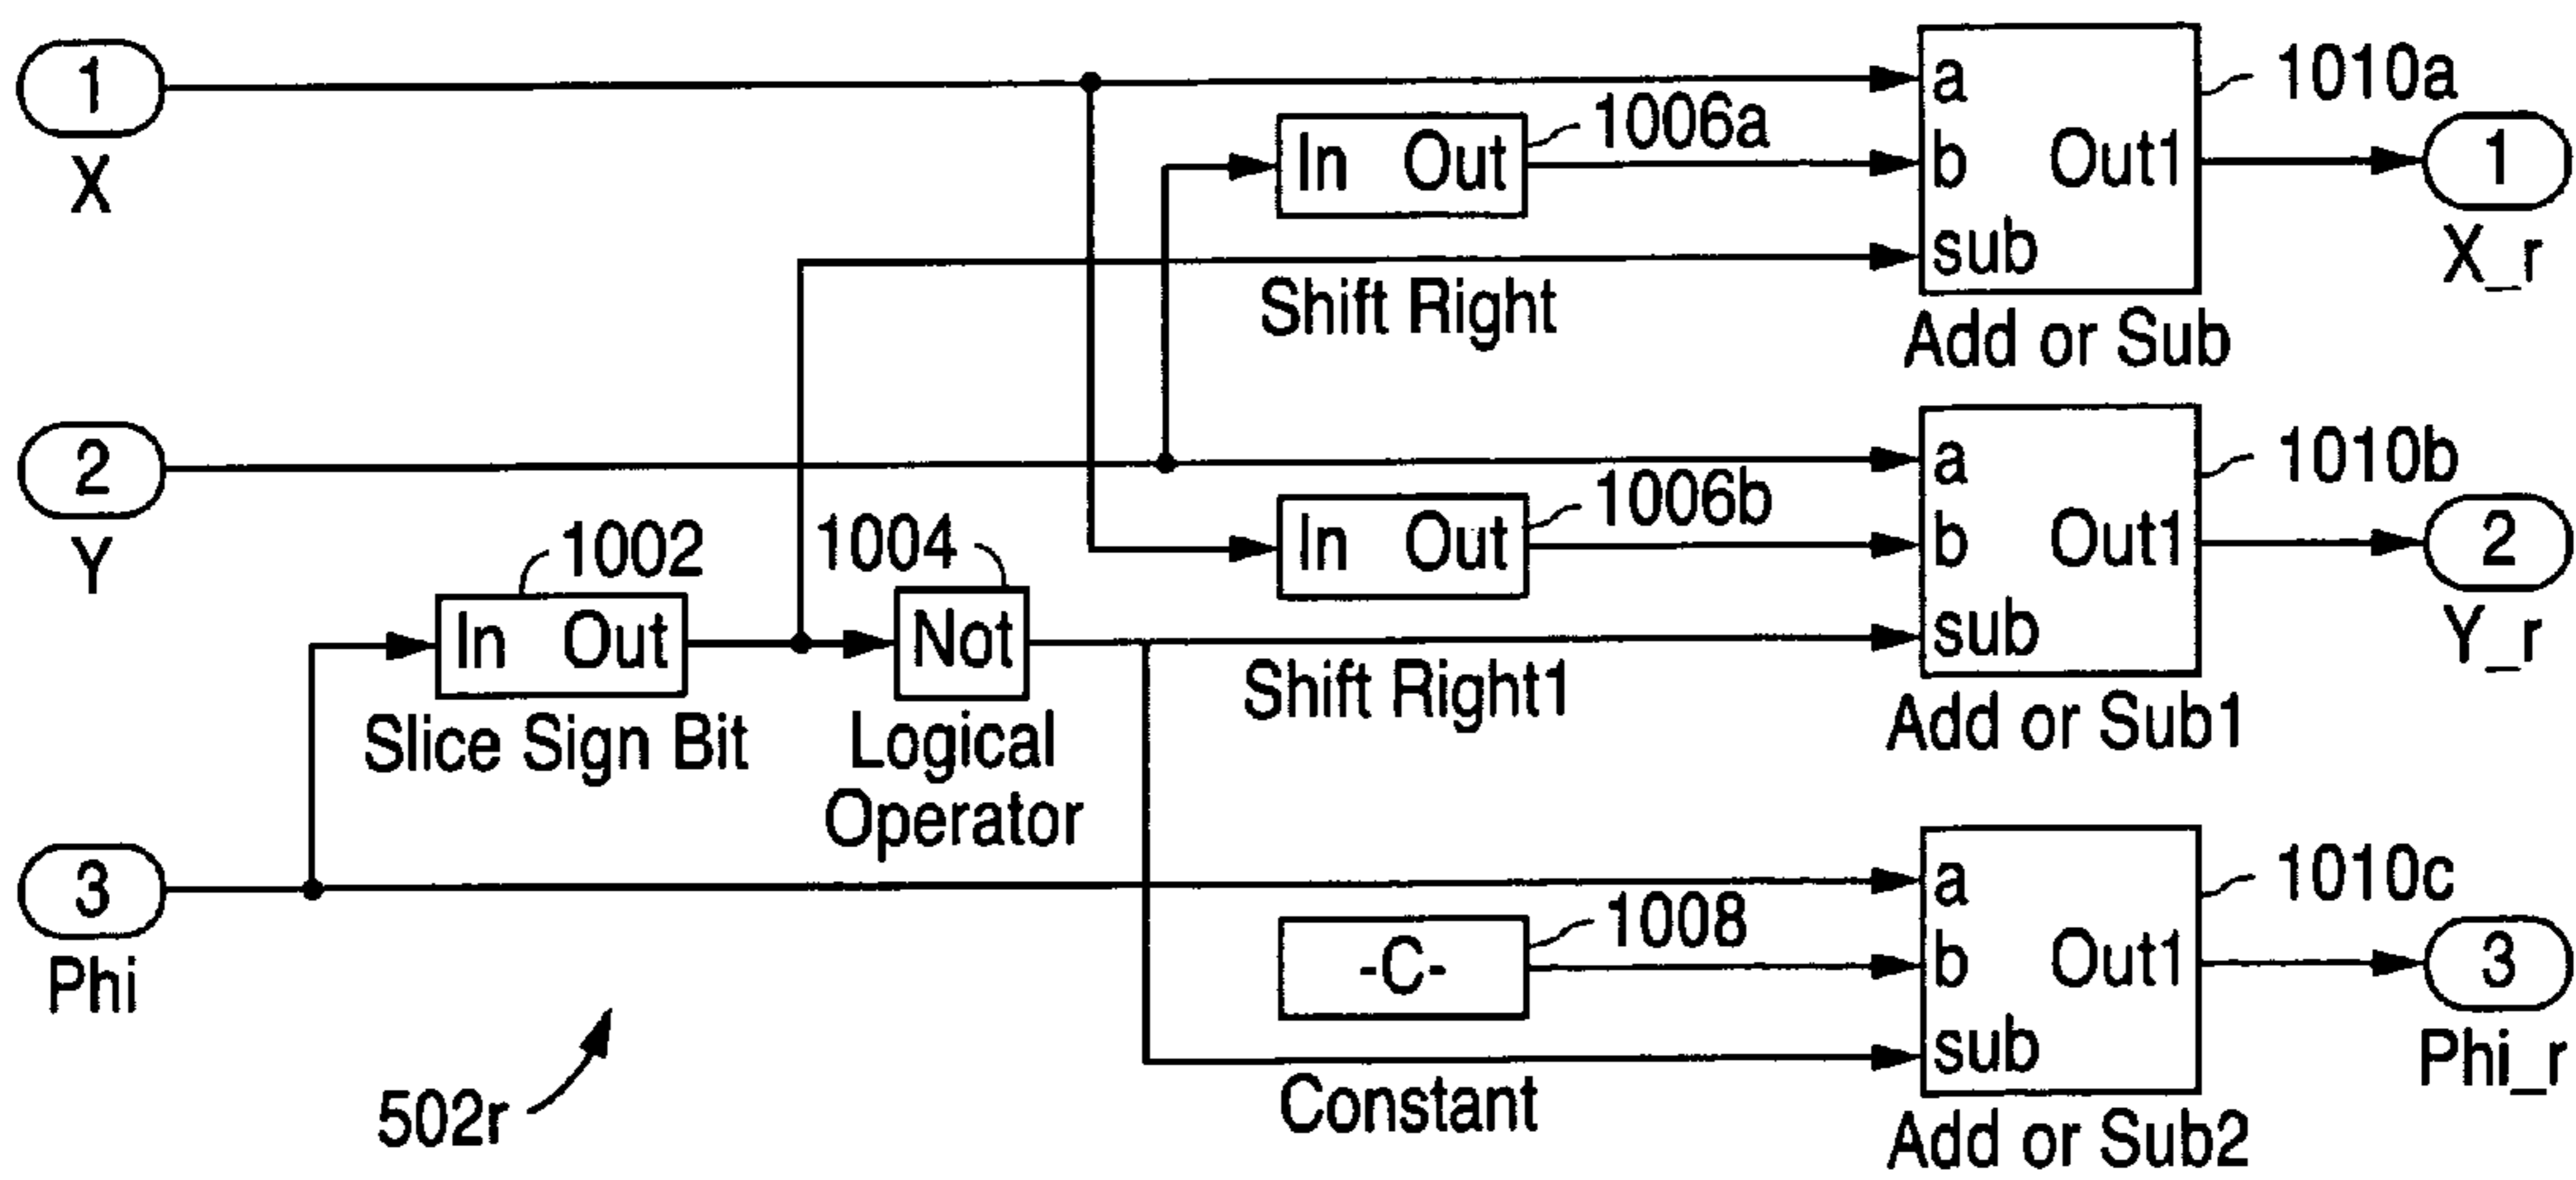 1
X
In Out
1006a
Shift Right
a
b
sub
Out1
1010a
Add or Sub
1
X_r
2
Y
In Out
1002
Slice Sign Bit
1004
Not
Logical
Operator
In Out
1006b
Shift Right1
a
b
sub
Out1
1010b
Add or Sub1
2
Y_r
3
Phi
502r
-C-
1008
Constant
a
b
sub
Out1
1010c
Add or Sub2
3
Phi_r